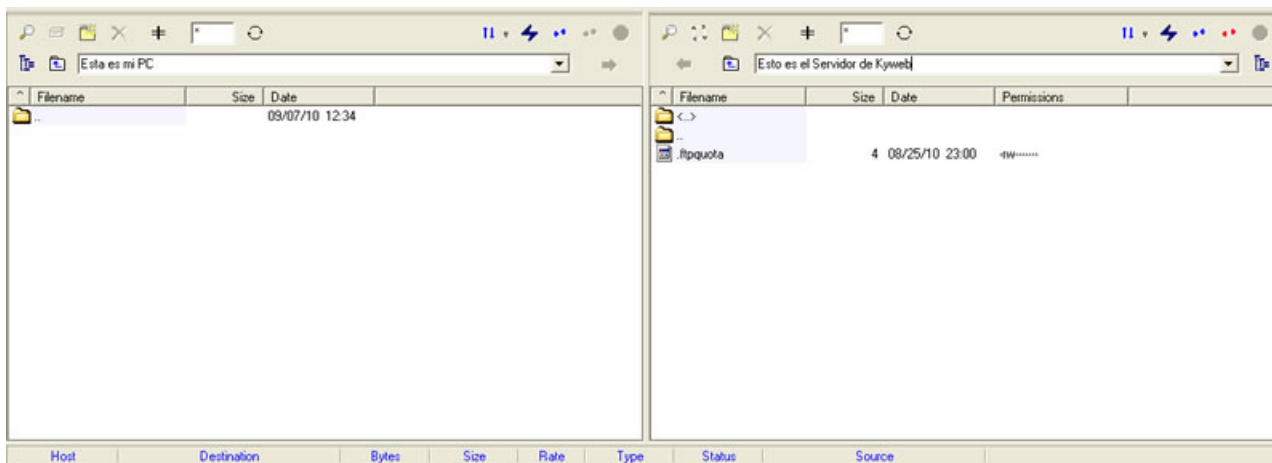 *
*
Esta es mi PC
Esto es el Servidor de Kyweb
^ Filename Size Date
^ Filename Size Date Permissions
.. 09/07/10 12:34
<..>
..
.ftpquota 4 08/25/10 23:00 -rw-------
Host Destination Bytes Size Rate Type Status Source